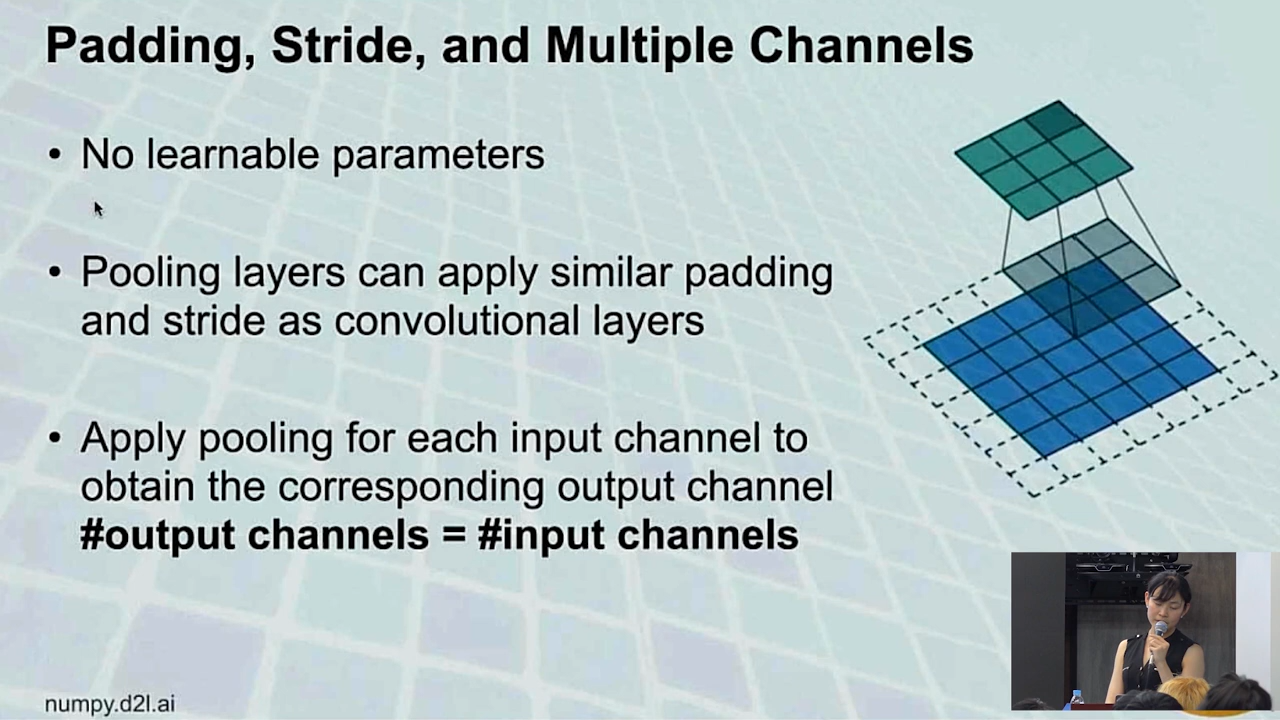 Padding, Stride, and Multiple Channels
• No learnable parameters
• Pooling layers can apply similar padding
and stride as convolutional layers
• Apply pooling for each input channel to
obtain the corresponding output channel
#output channels = #input channels
numpy.d2l.ai